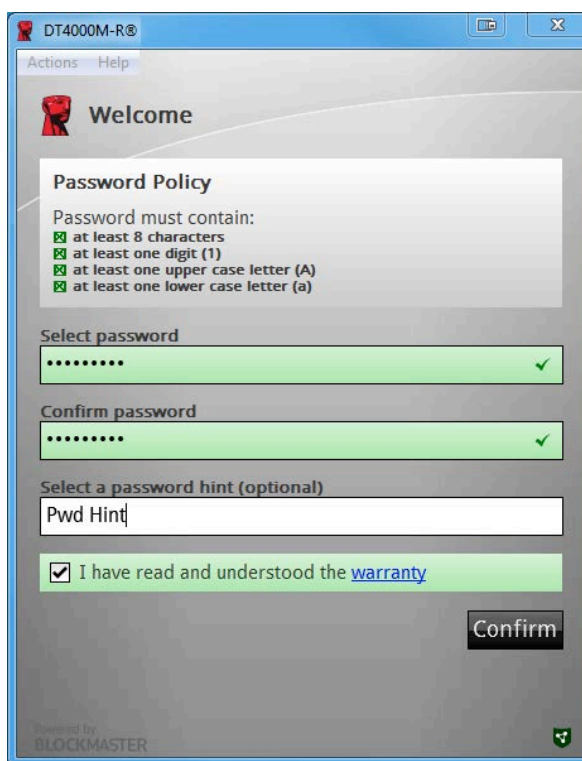 DT4000M-R®
Actions Help
Welcome
Password Policy
Password must contain:
at least 8 characters
at least one digit (1)
at least one upper case letter (A)
at least one lower case letter (a)
Select password
•••••••••
Confirm password
•••••••••
Select a password hint (optional)
Pwd Hint
I have read and understood the warranty
Confirm
Powered by
BLOCKMASTER